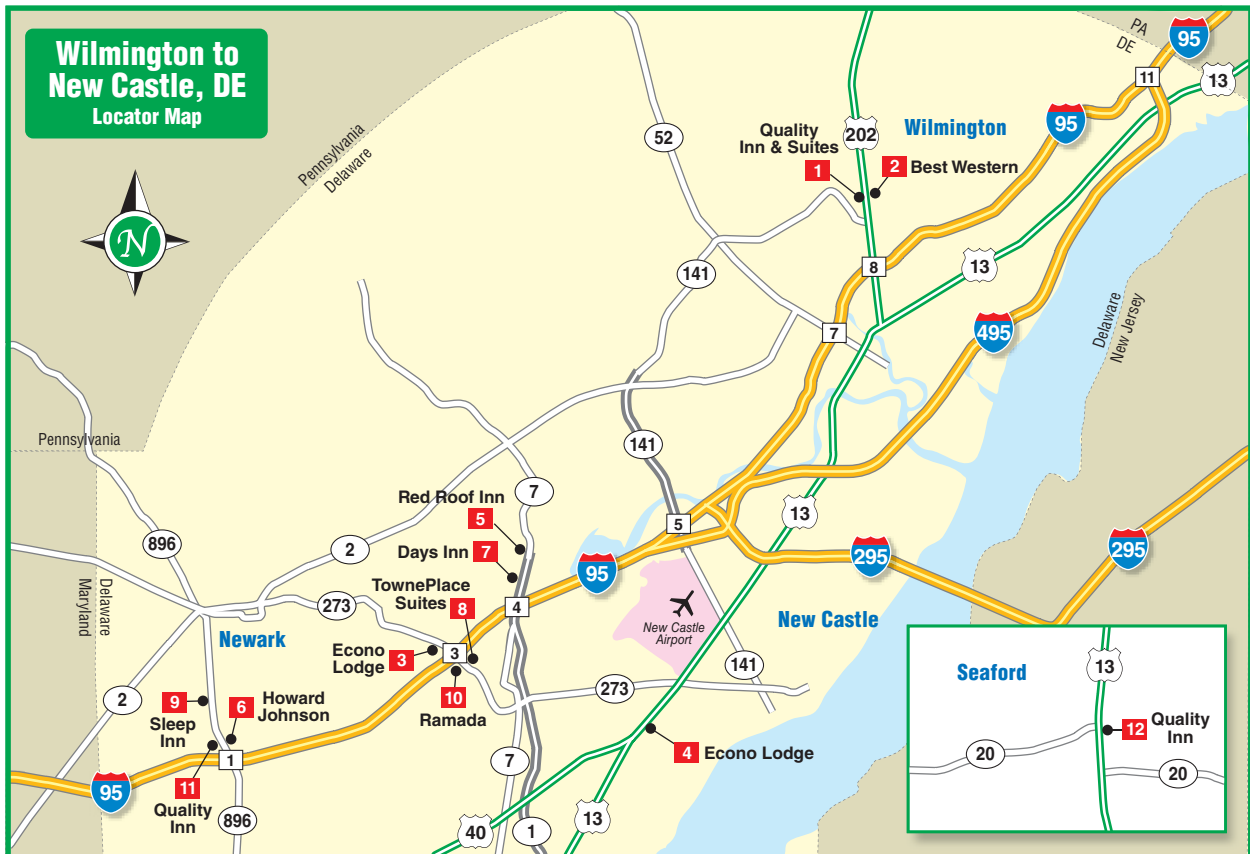 Wilmington to
New Castle, DE
Locator Map
PA
DE
95
11
13
Pennsylvania
Delaware
52
202
Wilmington
95
Quality
Inn & Suites
1
2 Best Western
N
141
8
13
7
495
Delaware
New Jersey
Pennsylvania
141
Red Roof Inn
5
7
13
5
896
2
Days Inn 7
95
295
295
TownePlace
Suites
8
4
New Castle
Airport
New Castle
Delaware
Maryland
273
Newark
Econo
Lodge
3
3
141
2
9
Sleep
Inn
6
Howard
Johnson
10
Ramada
273
1
7
4 Econo Lodge
95
11
Quality
Inn
896
40
13
1
Seaford
13
12
Quality
Inn
20
20